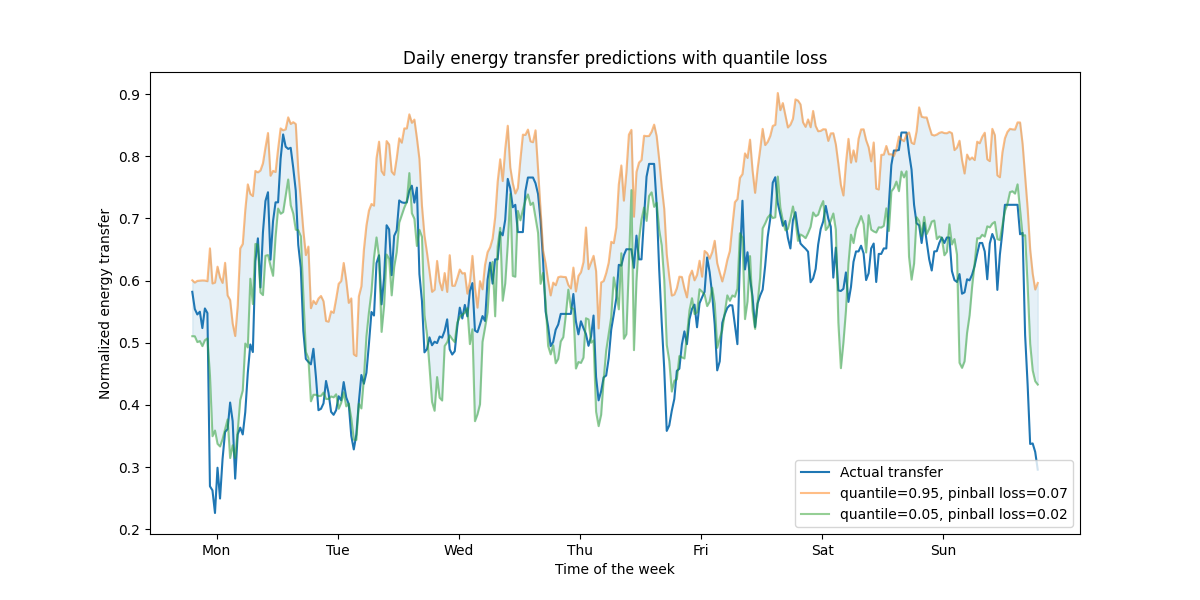 Daily energy transfer predictions with quantile loss
Normalized energy transfer
0.9
0.8
0.7
0.6
0.5
0.4
0.3
0.2
Actual transfer
quantile=0.95, pinball loss=0.07
quantile=0.05, pinball loss=0.02
Mon Tue Wed Thu Fri Sat Sun
Time of the week